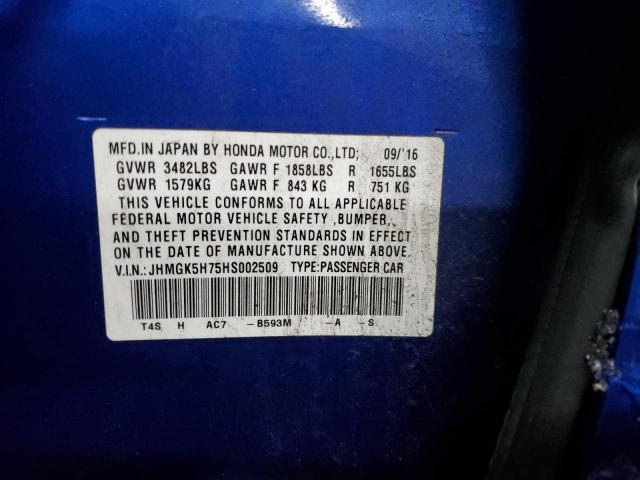 MFD.IN JAPAN BY HONDA MOTOR CO.,LTD; 09/'16
GVWR 3482LBS GAWR F 1858LBS R 1655LBS
GVWR 1579KG GAWR F 843 KG R 751 KG
THIS VEHICLE CONFORMS TO ALL APPLICABLE
FEDERAL MOTOR VEHICLE SAFETY ,BUMPER,
AND THEFT PREVENTION STANDARDS IN EFFECT
ON THE DATE OF MANUFACTURE SHOWN ABOVE.
V.I.N.:JHMGK5H75HS002509 TYPE:PASSENGER CAR
T4S H AC7 -B593M -A -S